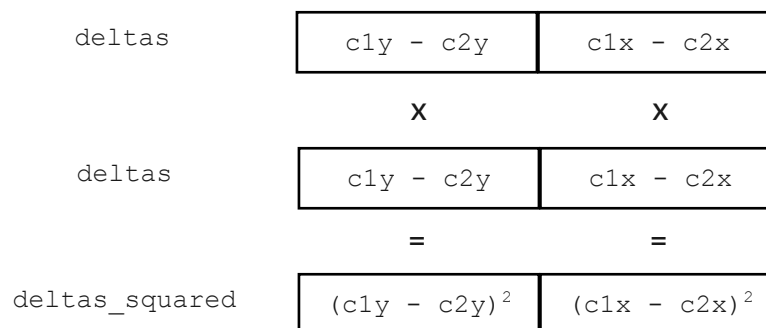 deltas c1y - c2y c1x - c2x
x x
deltas c1y - c2y c1x - c2x
= =
deltas_squared (c1y - c2y)² (c1x - c2x)²